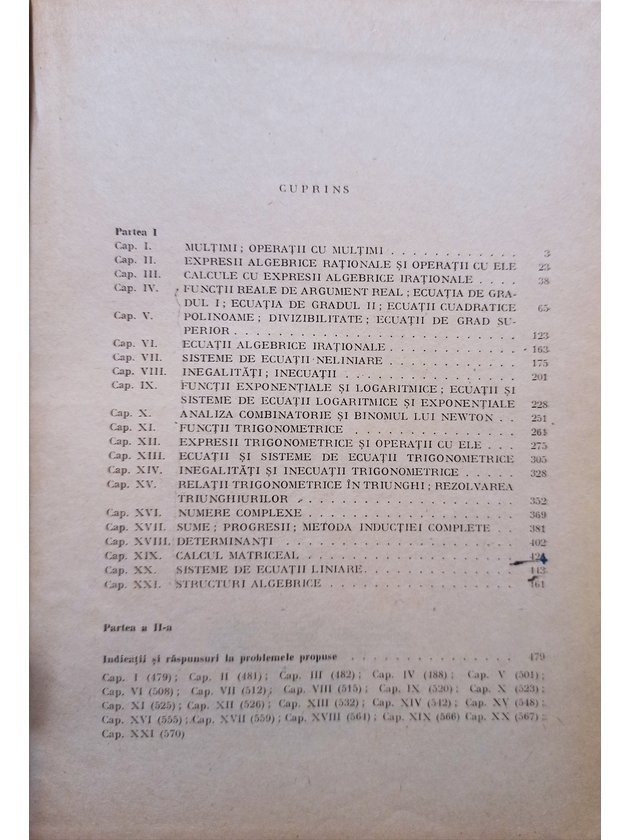 CUPRINS
Partea I
Cap. I. MULȚIMI; OPERAȚII CU MULȚIMI . . . . . . . . . . . . 3
Cap. II. EXPRESII ALGEBRICE RAȚIONALE ȘI OPERAȚII CU ELE 23
Cap. III. CALCULE CU EXPRESII ALGEBRICE IRAȚIONALE . . . . 38
Cap. IV. FUNCȚII REALE DE ARGUMENT REAL; ECUAȚIA DE GRA-
DUL I; ECUAȚIA DE GRADUL II; ECUAȚII CUADRATICE 65
Cap. V. POLINOAME; DIVIZIBILITATE; ECUAȚII DE GRAD SU-
PERIOR . . . . . . . . . . . . . . . . . . . . . . . . 123
Cap. VI. ECUAȚII ALGEBRICE IRAȚIONALE . . . . . . . . . . . 163
Cap. VII. SISTEME DE ECUAȚII NELINIARE . . . . . . . . . . . 175
Cap. VIII. INEGALITĂȚI; INECUAȚII . . . . . . . . . . . . . . . 201
Cap. IX. FUNCȚII EXPONENȚIALE ȘI LOGARITMICE; ECUAȚII ȘI
SISTEME DE ECUAȚII LOGARITMICE ȘI EXPONENȚIALE 228
Cap. X. ANALIZA COMBINATORIE ȘI BINOMUL LUI NEWTON . . 251
Cap. XI. FUNCȚII TRIGONOMETRICE . . . . . . . . . . . . . . 264
Cap. XII. EXPRESII TRIGONOMETRICE ȘI OPERAȚII CU ELE . . . 275
Cap. XIII. ECUAȚII ȘI SISTEME DE ECUAȚII TRIGONOMETRICE 305
Cap. XIV. INEGALITĂȚI ȘI INECUAȚII TRIGONOMETRICE . . . . . 328
Cap. XV. RELAȚII TRIGONOMETRICE ÎN TRIUNGHI; REZOLVAREA
TRIUNGHIURILOR . . . . . . . . . . . . . . . . . . . 352
Cap. XVI. NUMERE COMPLEXE . . . . . . . . . . . . . . . . . . 369
Cap. XVII. SUME; PROGRESII; METODA INDUCȚIEI COMPLETE . . 381
Cap. XVIII. DETERMINANȚI . . . . . . . . . . . . . . . . . . . . 402
Cap. XIX. CALCUL MATRICEAL . . . . . . . . . . . . . . . . .
Cap. XX. SISTEME DE ECUAȚII LINIARE. . . . . . . . . . . . . 443
Cap. XXI. STRUCTURI ALGEBRICE . . . . . . . . . . . . . . . . 461
Partea a II-a
Indicații și răspunsuri la problemele propuse . . . . . . . . . . . . . . . 479
Cap. I (479); Cap. II (481); Cap. III (482); Cap. IV (488); Cap. V (501);
Cap. VI (508); Cap. VII (512); Cap. VIII (515); Cap. IX (520); Cap. X (523);
Cap. XI (525); Cap. XII (526); Cap. XIII (532); Cap. XIV (542); Cap. XV (548);
Cap. XVI (555); Cap. XVII (559); Cap. XVIII (564); Cap. XIX (566) Cap. XX (567);
Cap. XXI (570)